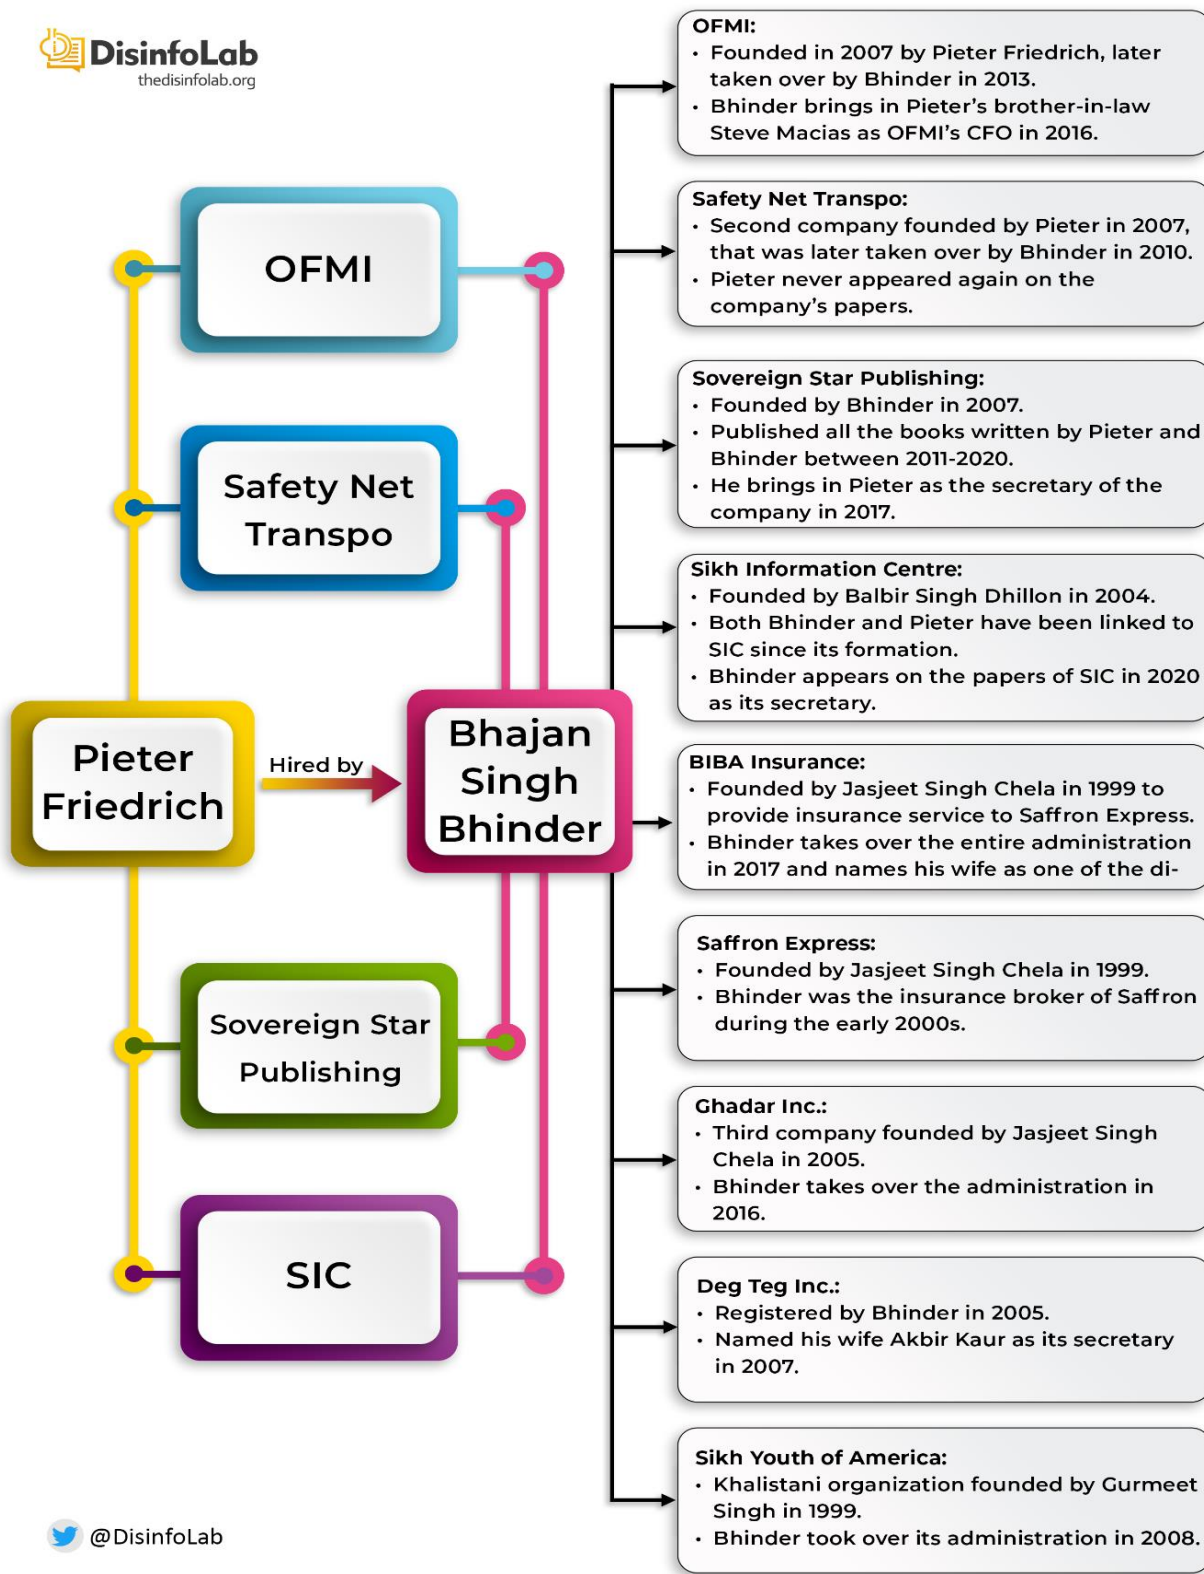 DisinfoLab
thedisinfolab.org
OFMI
Safety Net
Transpo
Pieter
Friedrich
Hired by
Bhajan
Singh
Bhinder
Sovereign Star
Publishing
SIC
@DisinfoLab
OFMI:
• Founded in 2007 by Pieter Friedrich, later
taken over by Bhinder in 2013.
• Bhinder brings in Pieter’s brother-in-law
Steve Macias as OFMI’s CFO in 2016.
Safety Net Transpo:
• Second company founded by Pieter in 2007,
that was later taken over by Bhinder in 2010.
• Pieter never appeared again on the
company’s papers.
Sovereign Star Publishing:
• Founded by Bhinder in 2007.
• Published all the books written by Pieter and
Bhinder between 2011-2020.
• He brings in Pieter as the secretary of the
company in 2017.
Sikh Information Centre:
• Founded by Balbir Singh Dhillon in 2004.
• Both Bhinder and Pieter have been linked to
SIC since its formation.
• Bhinder appears on the papers of SIC in 2020
as its secretary.
BIBA Insurance:
• Founded by Jasjeet Singh Chela in 1999 to
provide insurance service to Saffron Express.
• Bhinder takes over the entire administration
in 2017 and names his wife as one of the di-
Saffron Express:
• Founded by Jasjeet Singh Chela in 1999.
• Bhinder was the insurance broker of Saffron
during the early 2000s.
Ghadar Inc.:
• Third company founded by Jasjeet Singh
Chela in 2005.
• Bhinder takes over the administration in
2016.
Deg Teg Inc.:
• Registered by Bhinder in 2005.
• Named his wife Akbir Kaur as its secretary
in 2007.
Sikh Youth of America:
• Khalistani organization founded by Gurmeet
Singh in 1999.
• Bhinder took over its administration in 2008.